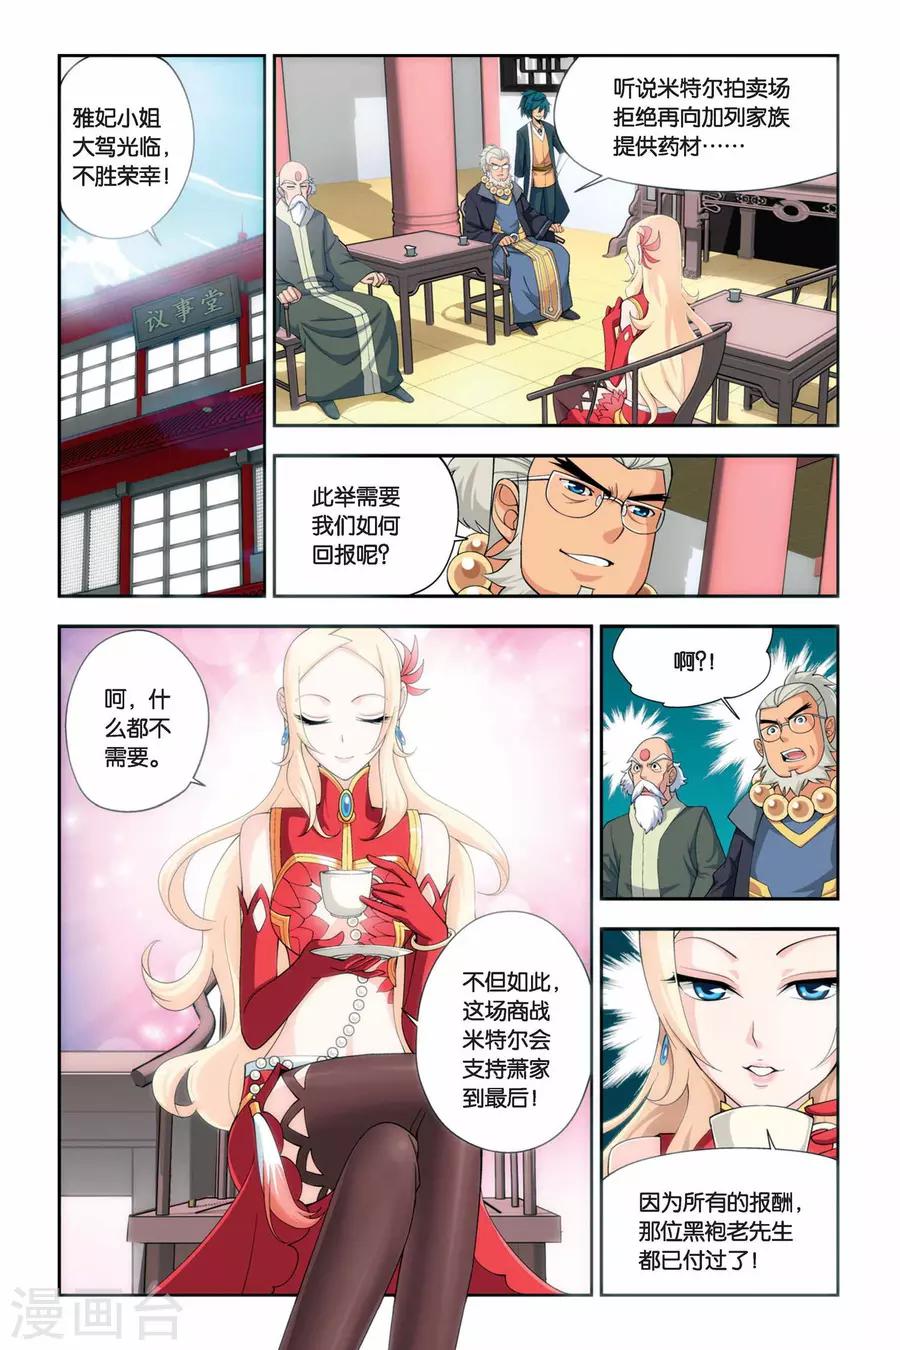 雅妃小姐
大驾光临，
不胜荣幸！
议事堂
听说米特尔拍卖场
拒绝再向加列家族
提供药材……
此举需要
我们如何
回报呢？
呵，什
么都不
需要。
啊？！
不但如此，
这场商战
米特尔会
支持萧家
到最后！
因为所有的报酬，
那位黑袍老先生
都已付过了！
漫画台